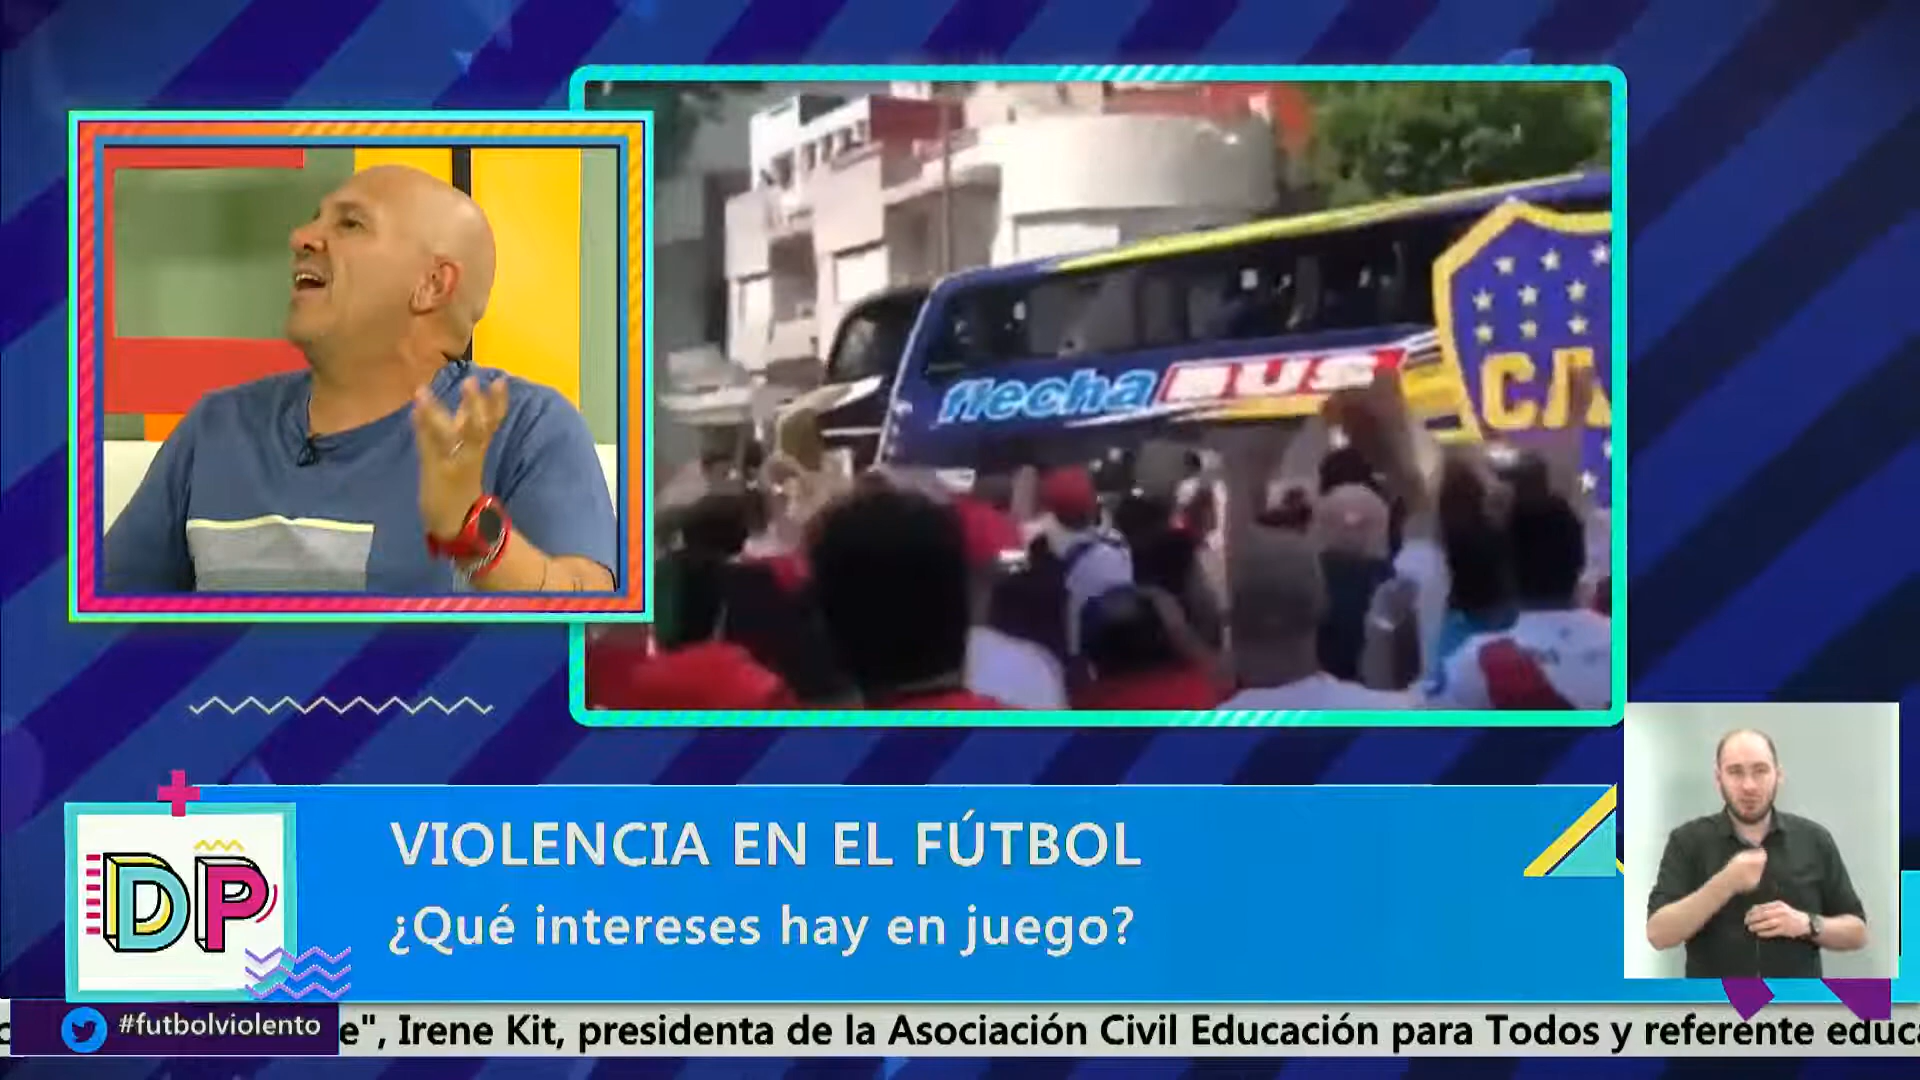 flecha BUS
CA
VIOLENCIA EN EL FÚTBOL
¿Qué intereses hay en juego?
DP
#futbolviolento
e", Irene Kit, presidenta de la Asociación Civil Educación para Todos y referente educa